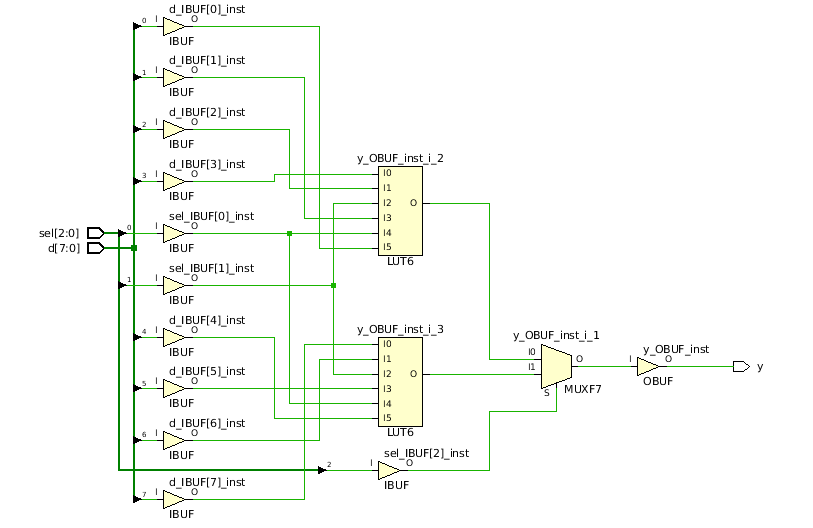 d_IBUF[0]_inst
0 I O
IBUF
d_IBUF[1]_inst
1 I O
IBUF
d_IBUF[2]_inst
2 I O
IBUF
d_IBUF[3]_inst
3 I O
IBUF
sel_IBUF[0]_inst
sel[2:0] 0 I O
d[7:0]
IBUF
sel_IBUF[1]_inst
1 I O
IBUF
d_IBUF[4]_inst
4 I O
IBUF
d_IBUF[5]_inst
5 I O
IBUF
d_IBUF[6]_inst
6 I O
IBUF
d_IBUF[7]_inst
7 I O
IBUF
y_OBUF_inst_i_2
I0
I1
I2 O
I3
I4
I5
LUT6
y_OBUF_inst_i_3
I0
I1
I2 O
I3
I4
I5
LUT6
sel_IBUF[2]_inst
2 I O
IBUF
y_OBUF_inst_i_1
I0 O
I1
S MUXF7
y_OBUF_inst
I O
OBUF
y